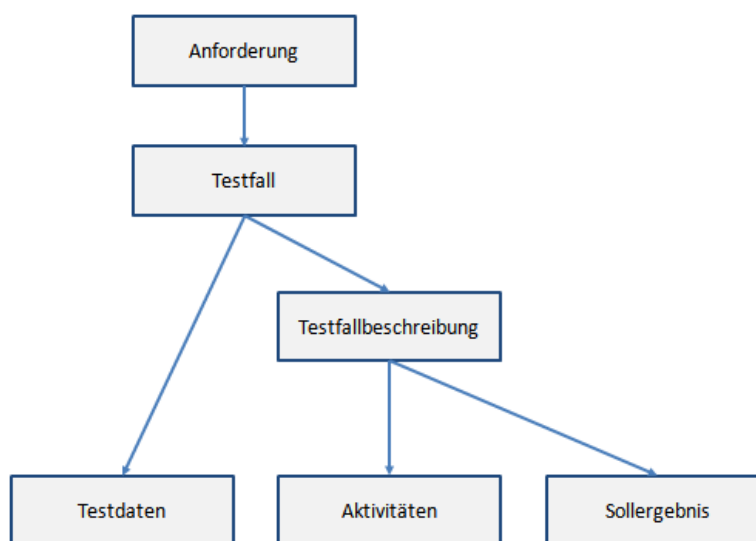 Anforderung
Testfall
Testfallbeschreibung
Testdaten
Aktivitäten
Sollergebnis